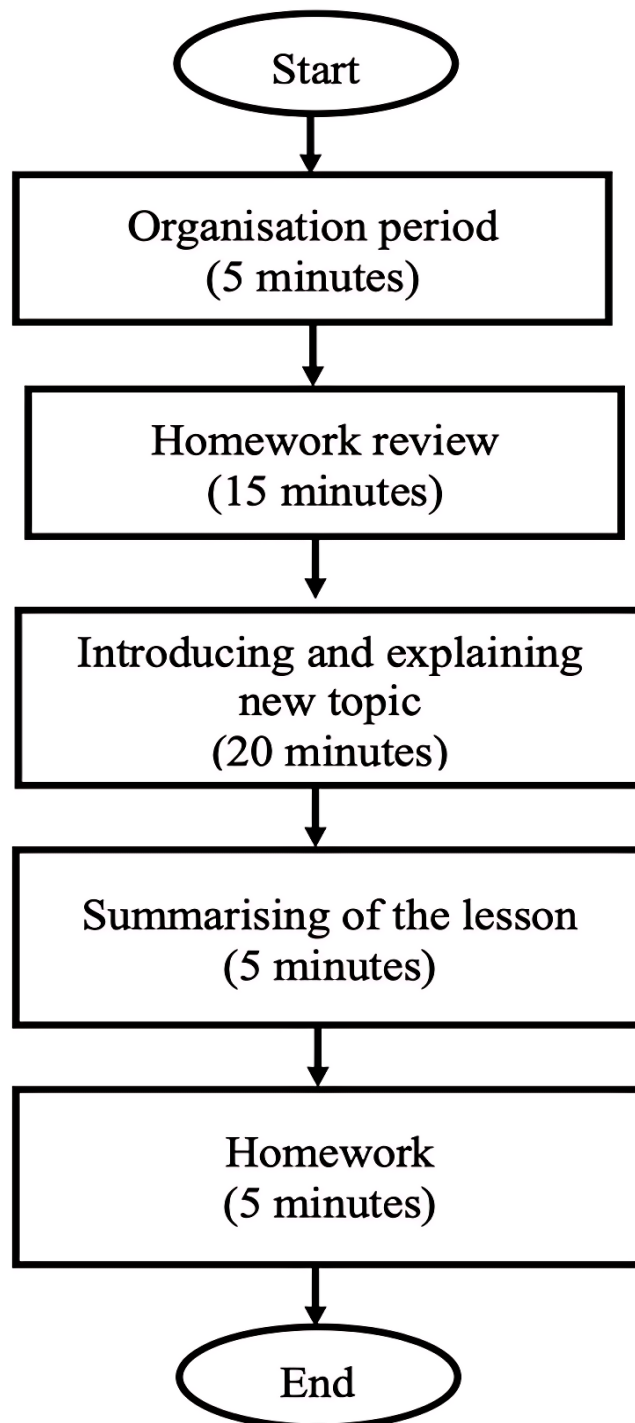 Start
Organisation period
(5 minutes)
Homework review
(15 minutes)
Introducing and explaining
new topic
(20 minutes)
Summarising of the lesson
(5 minutes)
Homework
(5 minutes)
End